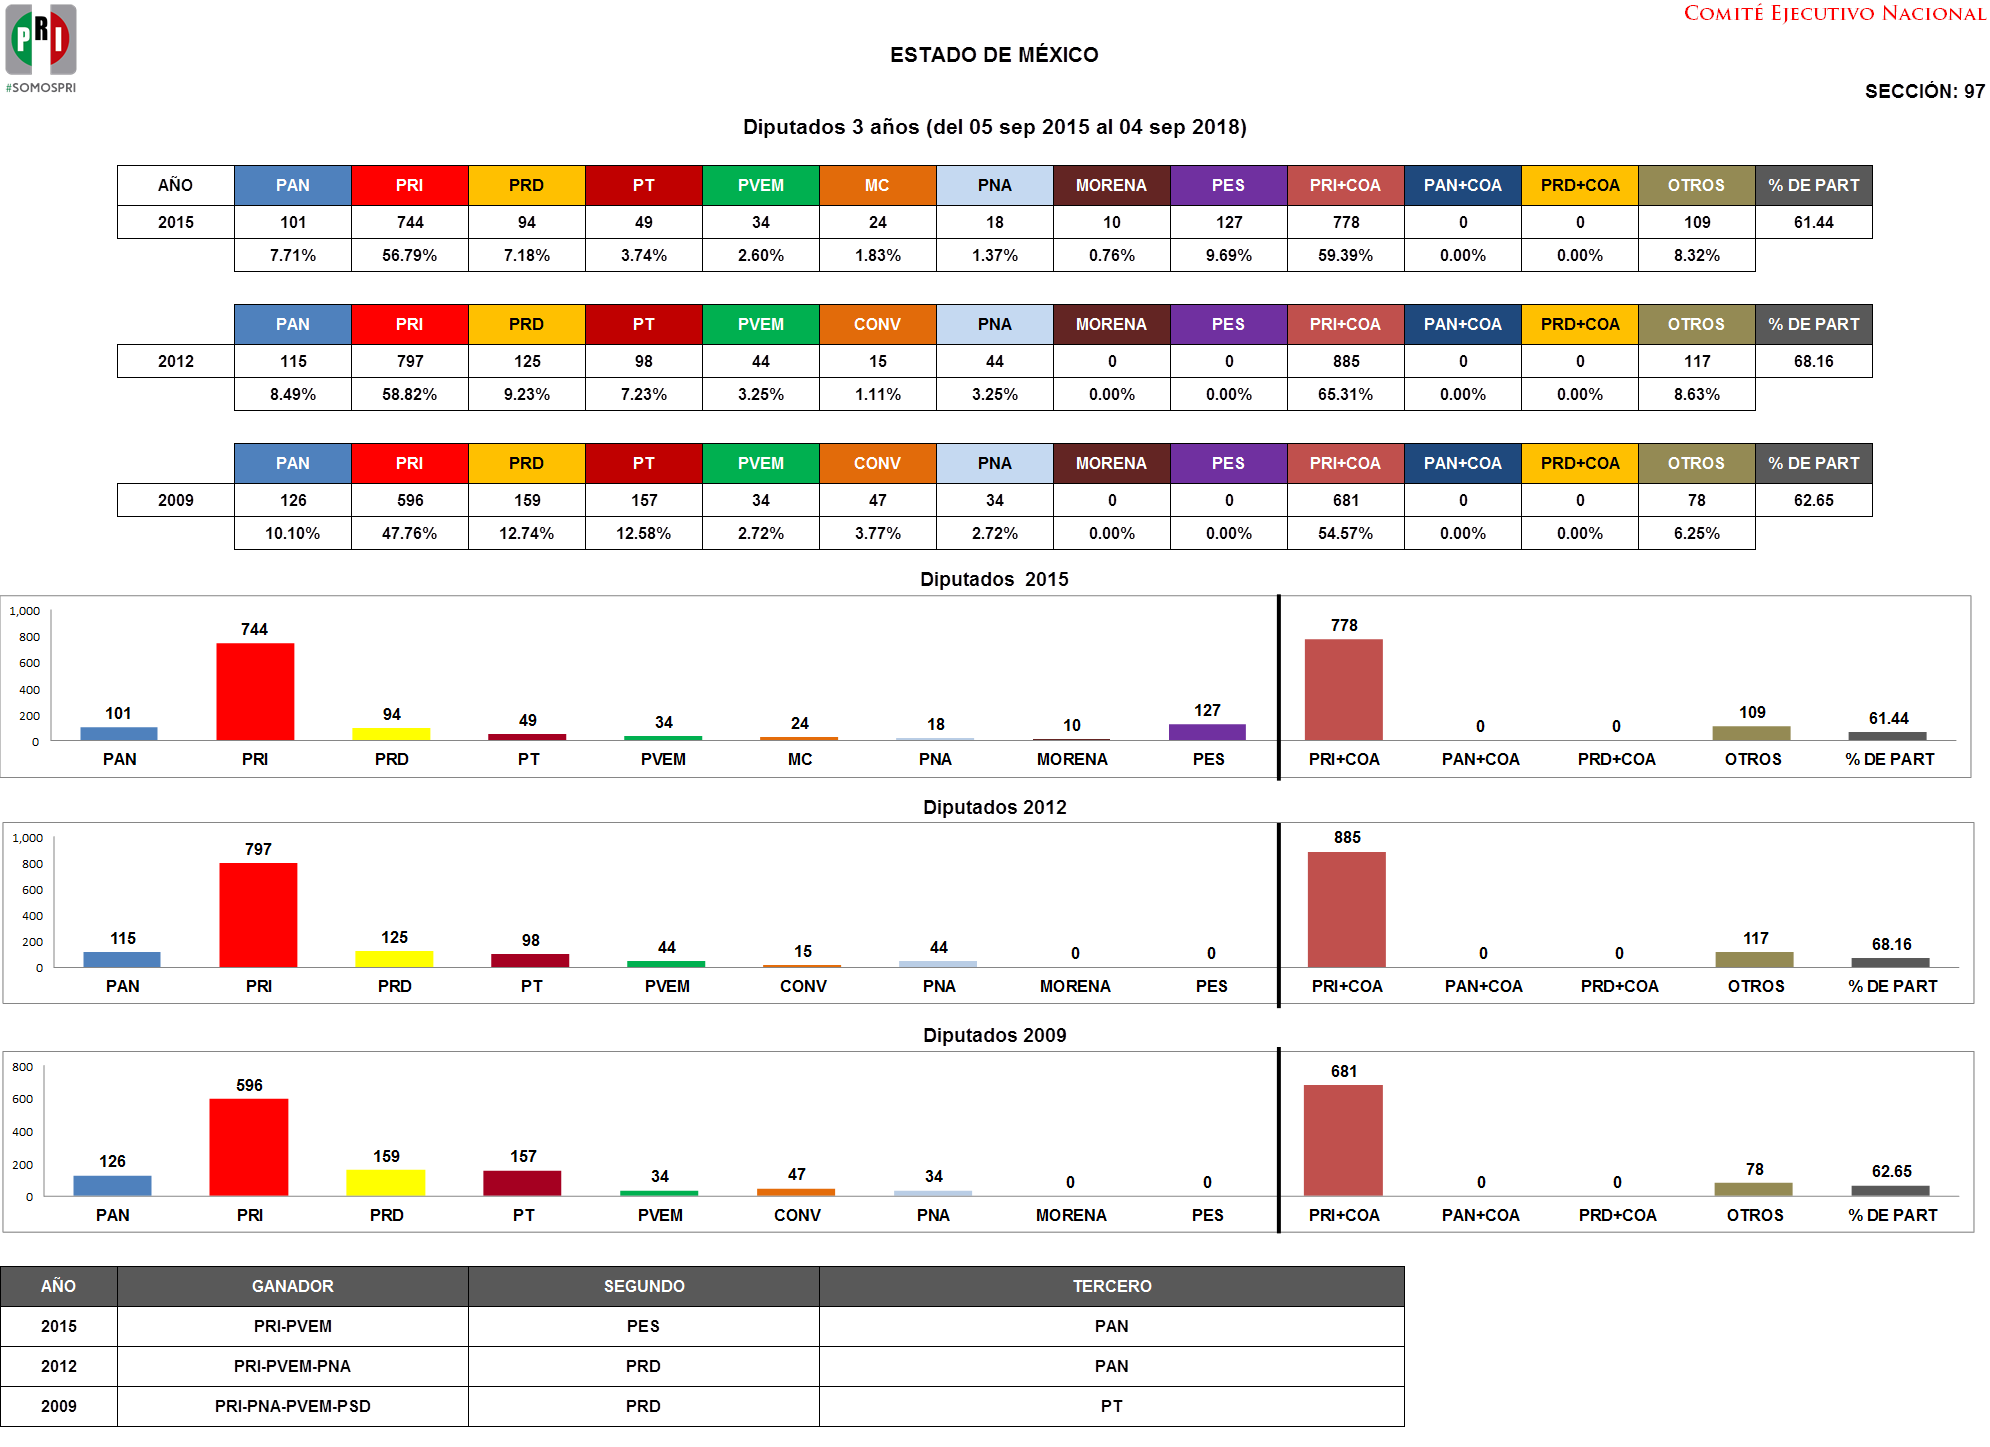 PRI
#SOMOSPRI
COMITÉ EJECUTIVO NACIONAL
ESTADO DE MÉXICO
SECCIÓN: 97
Diputados 3 años (del 05 sep 2015 al 04 sep 2018)
AÑO PAN PRI PRD PT PVEM MC PNA MORENA PES PRI+COA PAN+COA PRD+COA OTROS % DE PART
2015 101 744 94 49 34 24 18 10 127 778 0 0 109 61.44
7.71% 56.79% 7.18% 3.74% 2.60% 1.83% 1.37% 0.76% 9.69% 59.39% 0.00% 0.00% 8.32%
PAN PRI PRD PT PVEM CONV PNA MORENA PES PRI+COA PAN+COA PRD+COA OTROS % DE PART
2012 115 797 125 98 44 15 44 0 0 885 0 0 117 68.16
8.49% 58.82% 9.23% 7.23% 3.25% 1.11% 3.25% 0.00% 0.00% 65.31% 0.00% 0.00% 8.63%
PAN PRI PRD PT PVEM CONV PNA MORENA PES PRI+COA PAN+COA PRD+COA OTROS % DE PART
2009 126 596 159 157 34 47 34 0 0 681 0 0 78 62.65
10.10% 47.76% 12.74% 12.58% 2.72% 3.77% 2.72% 0.00% 0.00% 54.57% 0.00% 0.00% 6.25%
Diputados 2015
1,000
800
600
400
200
0
101 744 94 49 34 24 18 10 127 778 0 0 109 61.44
PAN PRI PRD PT PVEM MC PNA MORENA PES PRI+COA PAN+COA PRD+COA OTROS % DE PART
Diputados 2012
1,000
800
600
400
200
0
115 797 125 98 44 15 44 0 0 885 0 0 117 68.16
PAN PRI PRD PT PVEM CONV PNA MORENA PES PRI+COA PAN+COA PRD+COA OTROS % DE PART
Diputados 2009
800
600
400
200
0
126 596 159 157 34 47 34 0 0 681 0 0 78 62.65
PAN PRI PRD PT PVEM CONV PNA MORENA PES PRI+COA PAN+COA PRD+COA OTROS % DE PART
AÑO GANADOR SEGUNDO TERCERO
2015 PRI-PVEM PES PAN
2012 PRI-PVEM-PNA PRD PAN
2009 PRI-PNA-PVEM-PSD PRD PT